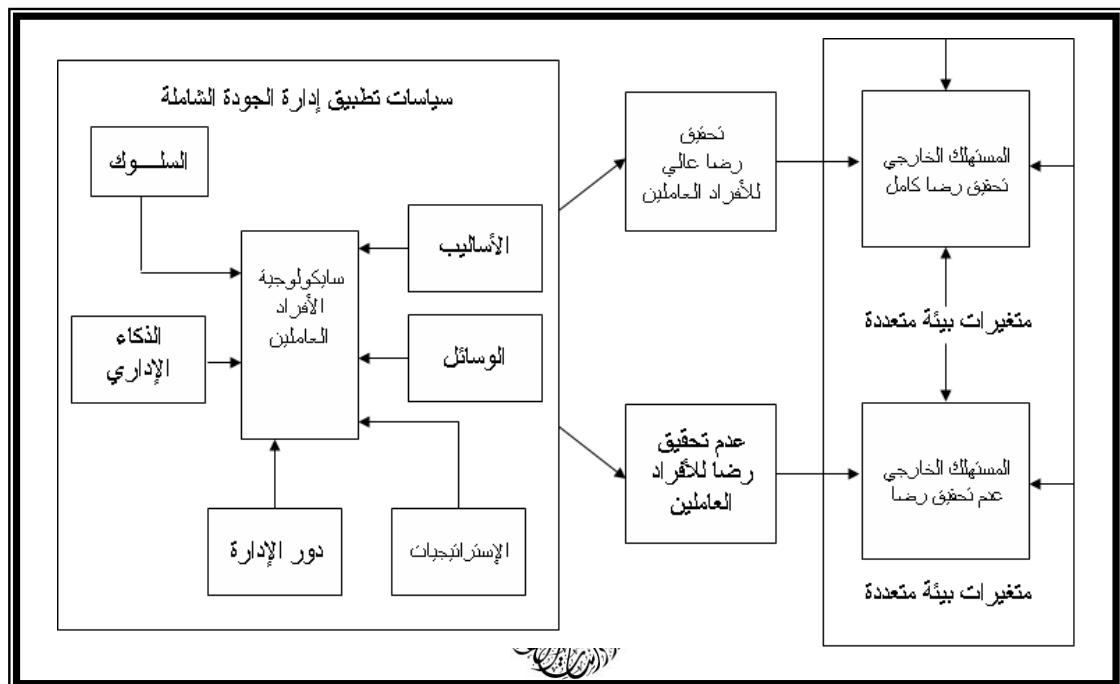 سياسات تطبيق إدارة الجودة الشاملة
السلـــوك
الذكاء
الإداري
سايكولوجية
الأفراد
العاملين
الأساليب
الوسائل
دور الإدارة
الإستراتيجيات
تحقيق
رضا عالي
للأفراد العاملين
عدم تحقيق
رضا للأفراد
العاملين
المستهلك الخارجي
تحقيق رضا كامل
متغيرات بيئة متعددة
المستهلك الخارجي
عدم تحقيق رضا
متغيرات بيئة متعددة